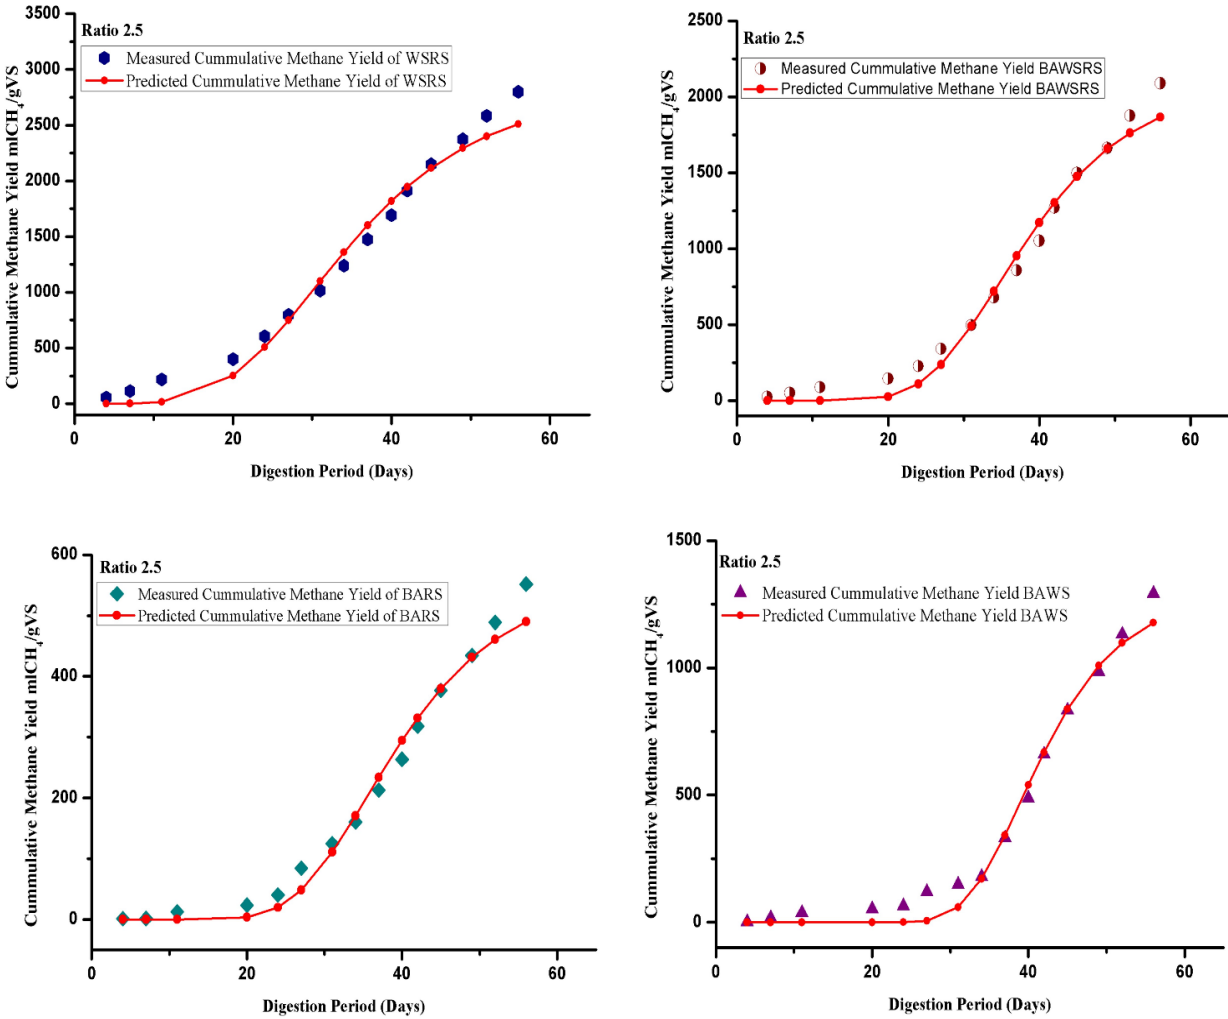 Ratio 2.5
Measured Cummulative Methane Yield of WSRS
Predicted Cummulative Methane Yield of WSRS
Cummulative Methane Yield mlCH4/gVS
3500
3000
2500
2000
1500
1000
500
0
0 20 40 60
Digestion Period (Days)
Ratio 2.5
Measured Cummulative Methane Yield BAWSRS
Predicted Cummulative Methane Yield BAWSRS
Cummulative Methane Yield mlCH4/gVS
2500
2000
1500
1000
500
0
0 20 40 60
Digestion Period (Days)
Ratio 2.5
Measured Cummulative Methane Yield of BARS
Predicted Cummulative Methane Yield of BARS
Cummulative Methane Yield mlCH4/gVS
600
400
200
0
0 20 40 60
Digestion Period (Days)
Ratio 2.5
Measured Cummulative Methane Yield BAWS
Predicted Cummulative Methane Yield BAWS
Cummulative Methane Yield mlCH4/gVS
1500
1000
500
0
0 20 40 60
Digestion Period (Days)